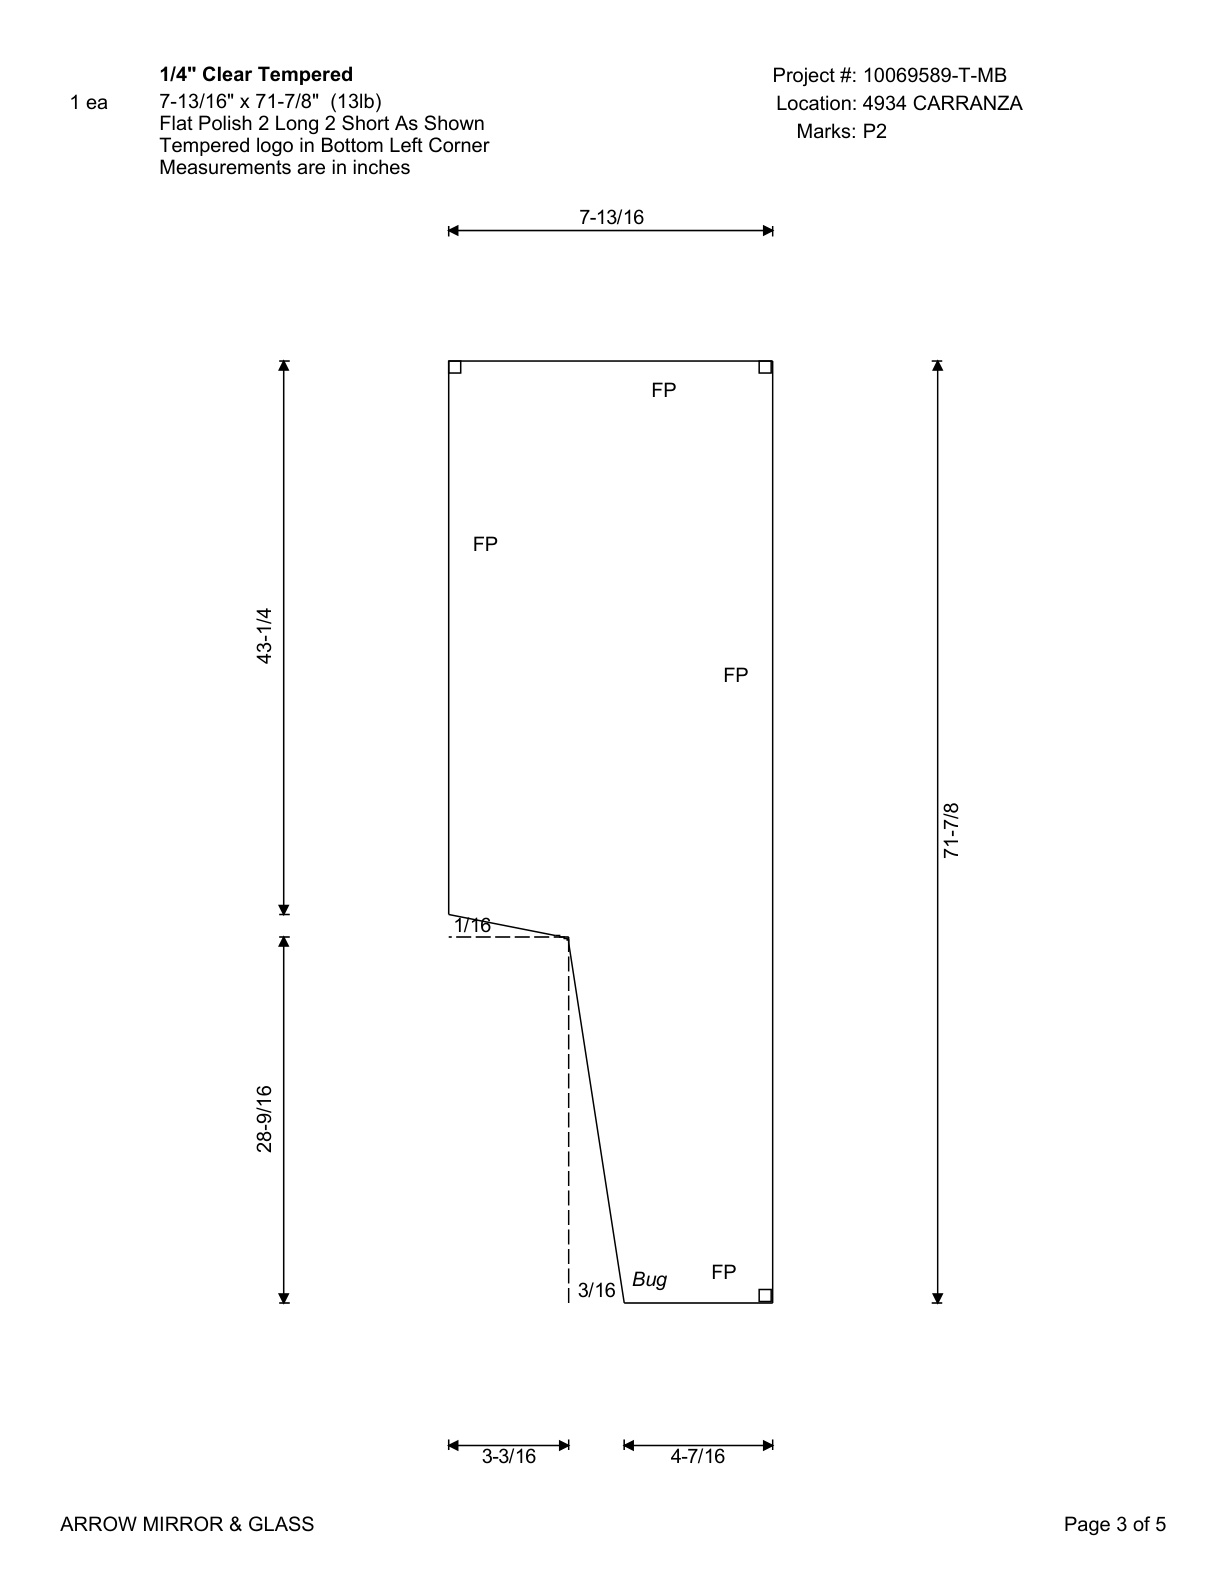 1/4" Clear Tempered
Project #: 10069589-T-MB
1 ea
7-13/16" x 71-7/8" (13lb)
Location: 4934 CARRANZA
Flat Polish 2 Long 2 Short As Shown
Marks: P2
Tempered logo in Bottom Left Corner
Measurements are in inches
7-13/16
FP
FP
43-1/4
FP
71-7/8
1/16
28-9/16
FP
Bug
3/16
3-3/16
4-7/16
ARROW MIRROR & GLASS
Page 3 of 5